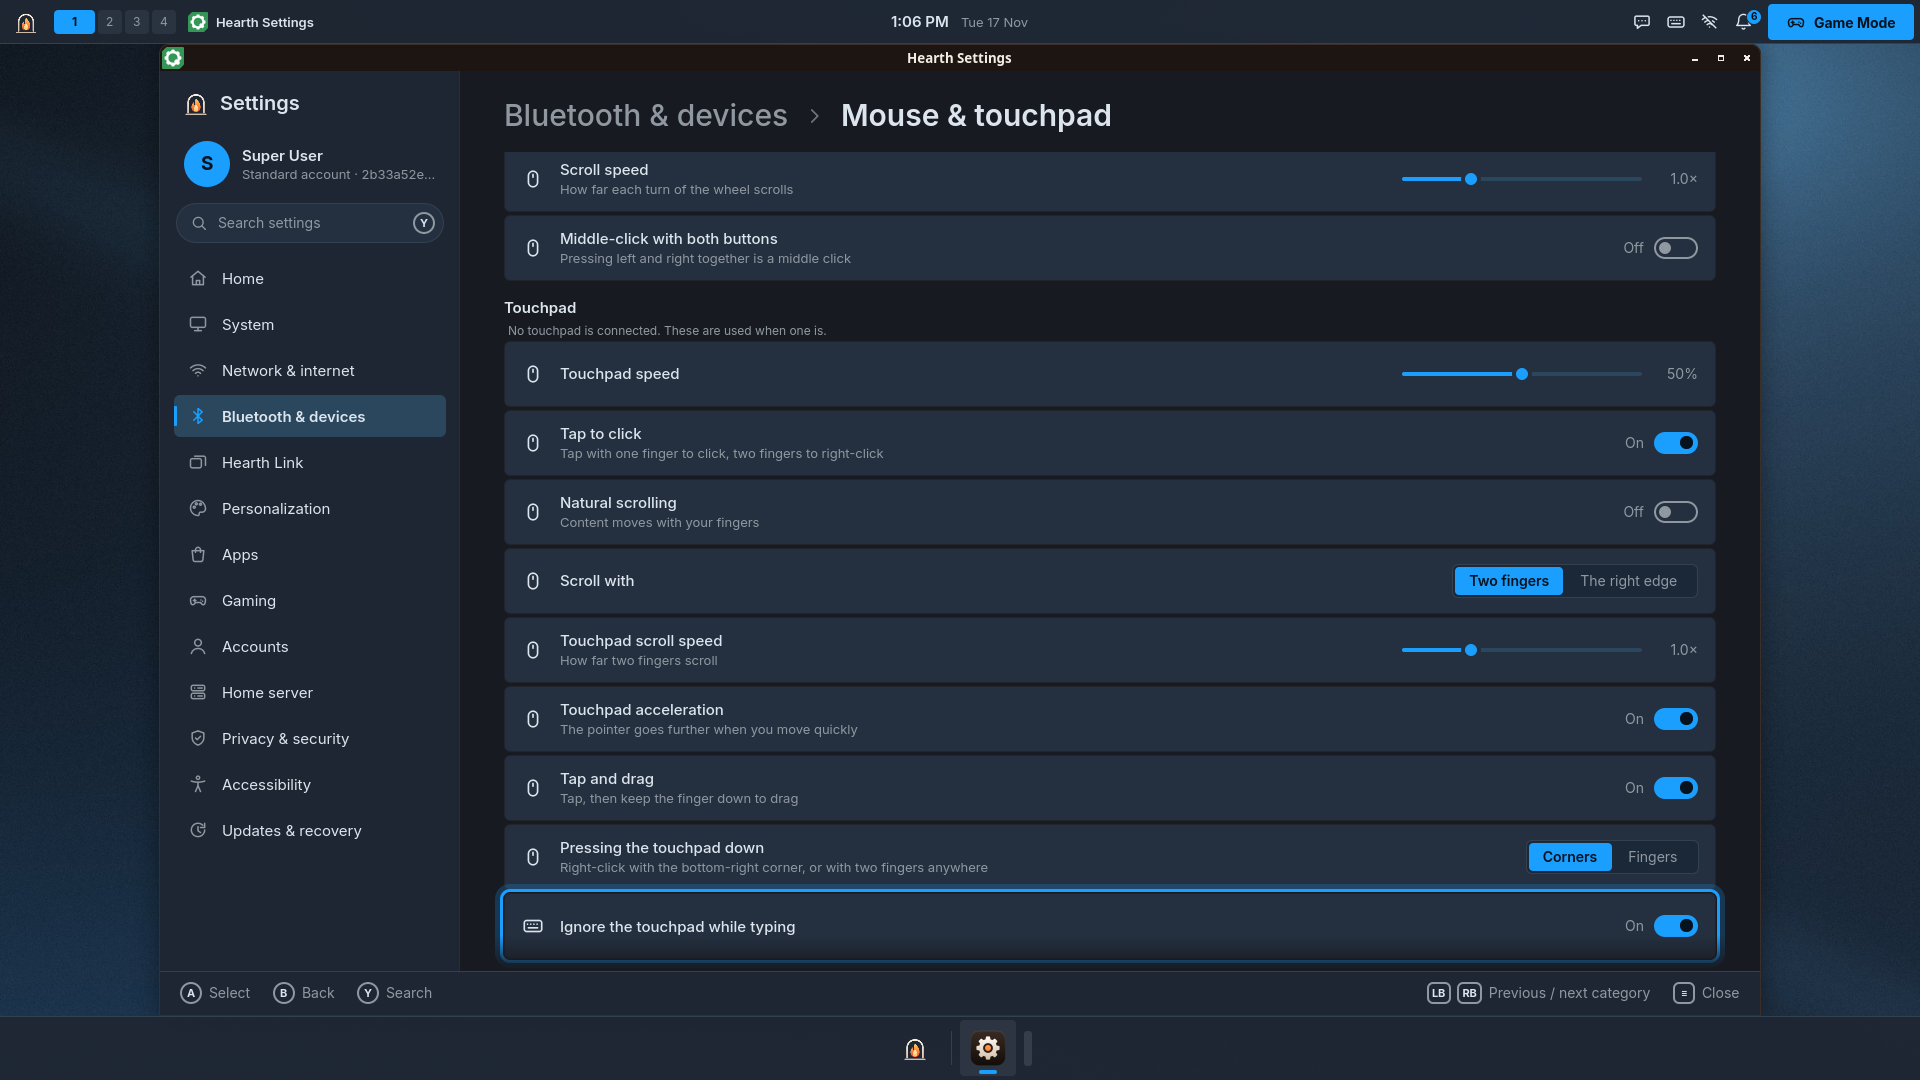 1 2 3 4 Hearth Settings
1:06 PM Tue 17 Nov
6
Game Mode
Hearth Settings
Settings
S
Super User
Standard account · 2b33a52e...
Search settings Y
Home
System
Network & internet
Bluetooth & devices
Hearth Link
Personalization
Apps
Gaming
Accounts
Home server
Privacy & security
Accessibility
Updates & recovery
Bluetooth & devices > Mouse & touchpad
Scroll speed
How far each turn of the wheel scrolls
1.0×
Middle-click with both buttons
Pressing left and right together is a middle click
Off
Touchpad
No touchpad is connected. These are used when one is.
Touchpad speed
50%
Tap to click
Tap with one finger to click, two fingers to right-click
On
Natural scrolling
Content moves with your fingers
Off
Scroll with
Two fingers The right edge
Touchpad scroll speed
How far two fingers scroll
1.0×
Touchpad acceleration
The pointer goes further when you move quickly
On
Tap and drag
Tap, then keep the finger down to drag
On
Pressing the touchpad down
Right-click with the bottom-right corner, or with two fingers anywhere
Corners Fingers
Ignore the touchpad while typing
On
A Select B Back Y Search
LB RB Previous / next category ≡ Close